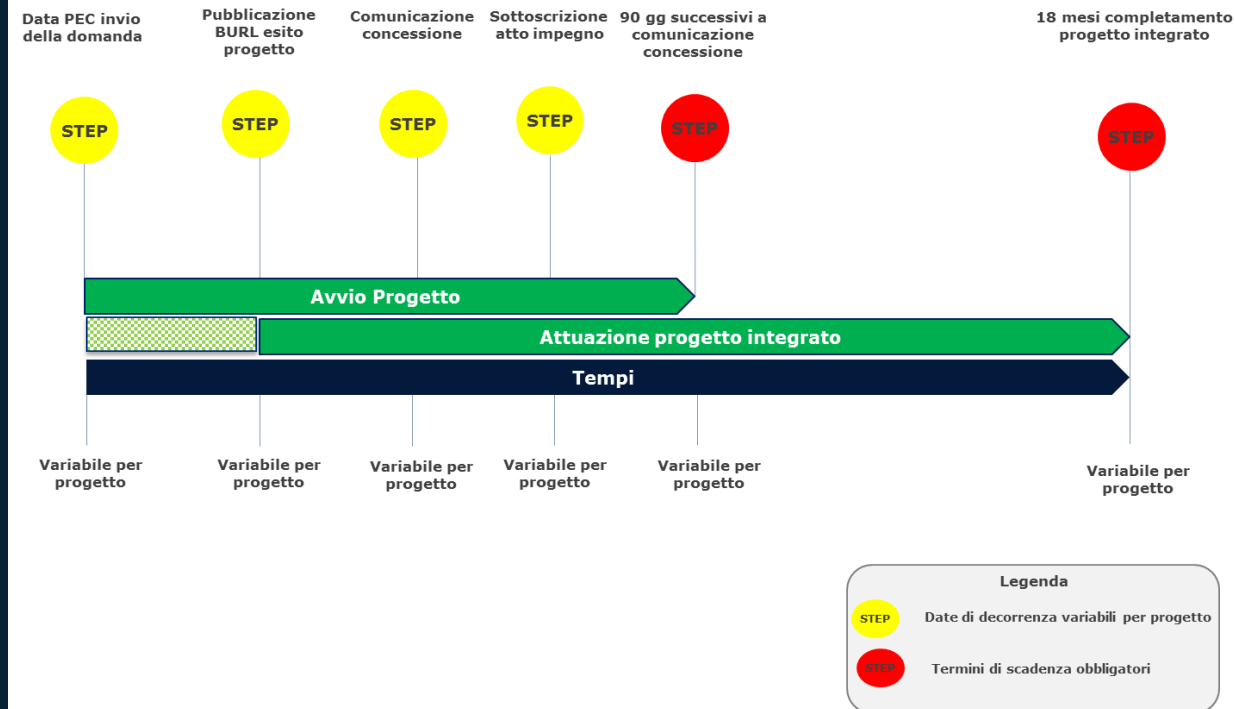 Data PEC invio
della domanda
Pubblicazione
BURL esito
progetto
Comunicazione
concessione
Sottoscrizione
atto impegno
90 gg successivi a
comunicazione
concessione
18 mesi completamento
progetto integrato
STEP
STEP
STEP
STEP
STEP
STEP
Avvio Progetto
Attuazione progetto integrato
Tempi
Variabile per
progetto
Variabile per
progetto
Variabile per
progetto
Variabile per
progetto
Variabile per
progetto
Variabile per
progetto
Legenda
STEP
Date di decorrenza variabili per progetto
STEP
Termini di scadenza obbligatori